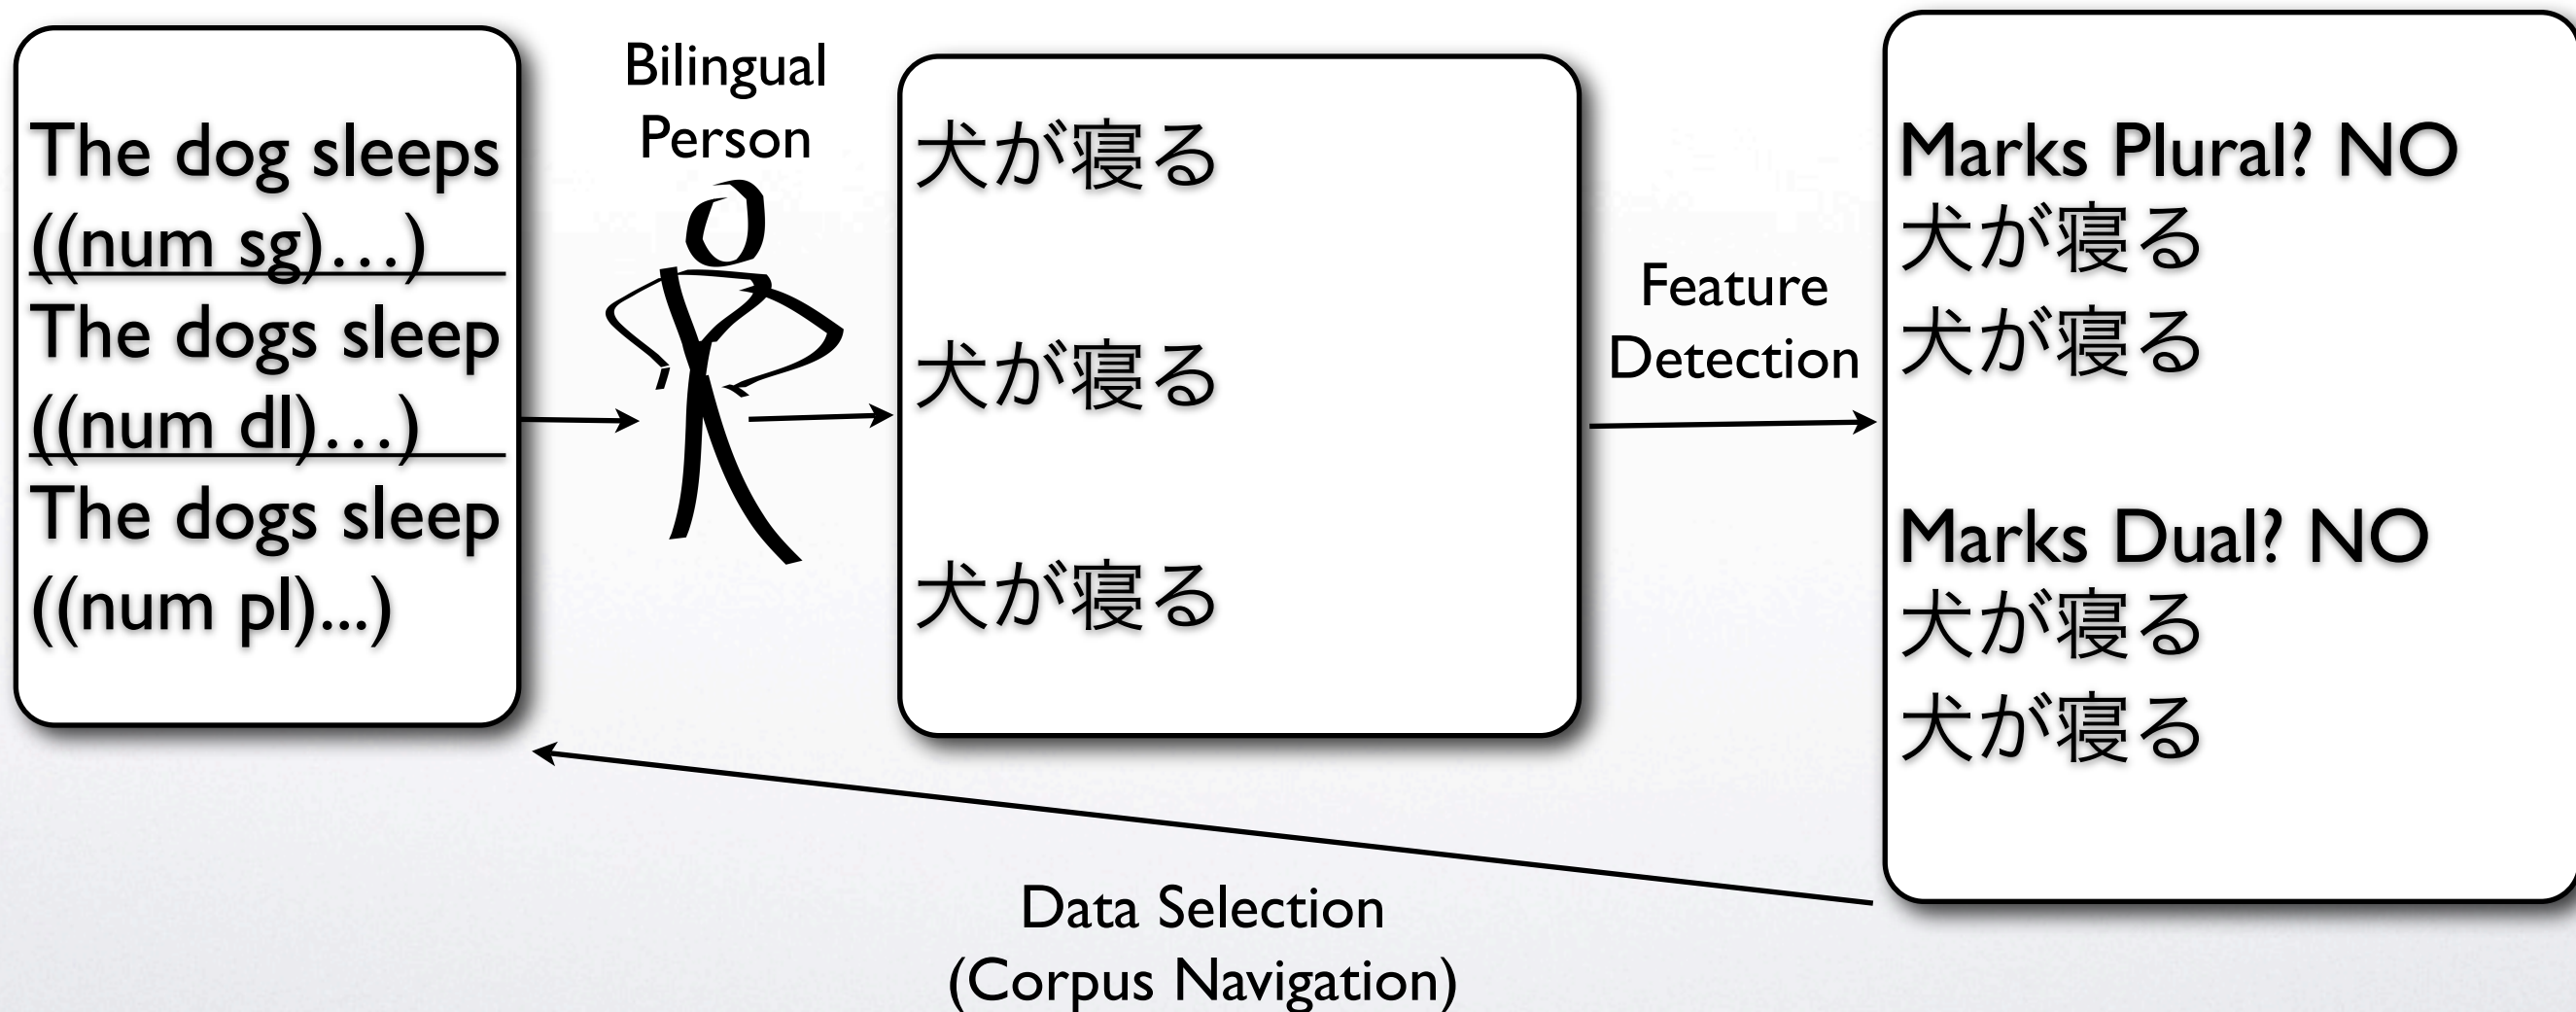 The dog sleeps
((num sg)…)
The dogs sleep
((num dl)…)
The dogs sleep
((num pl)...)
Bilingual
Person
犬が寝る
犬が寝る
犬が寝る
Feature
Detection
Marks Plural? NO
犬が寝る
犬が寝る
Marks Dual? NO
犬が寝る
犬が寝る
Data Selection
(Corpus Navigation)